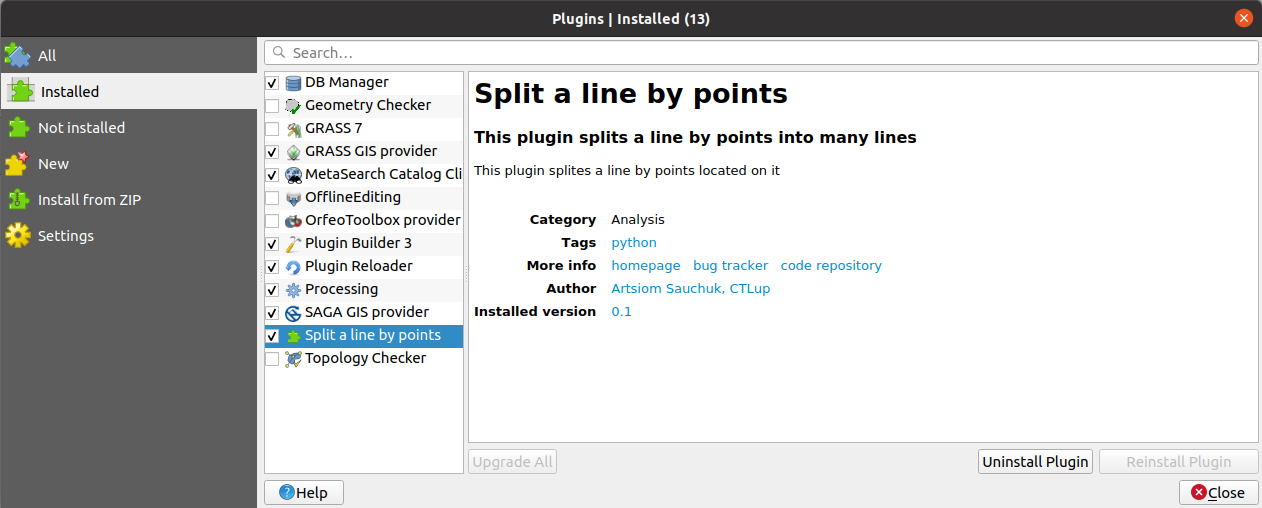 Plugins | Installed (13)
All
Installed
Not installed
New
Install from ZIP
Settings
Search…
DB Manager
Geometry Checker
GRASS 7
GRASS GIS provider
MetaSearch Catalog Cli
OfflineEditing
OrfeoToolbox provider
Plugin Builder 3
Plugin Reloader
Processing
SAGA GIS provider
Split a line by points
Topology Checker
Split a line by points
This plugin splits a line by points into many lines
This plugin splites a line by points located on it
Category Analysis
Tags python
More info homepage bug tracker code repository
Author Artsiom Sauchuk, CTLup
Installed version 0.1
Upgrade All Uninstall Plugin Reinstall Plugin
Help Close